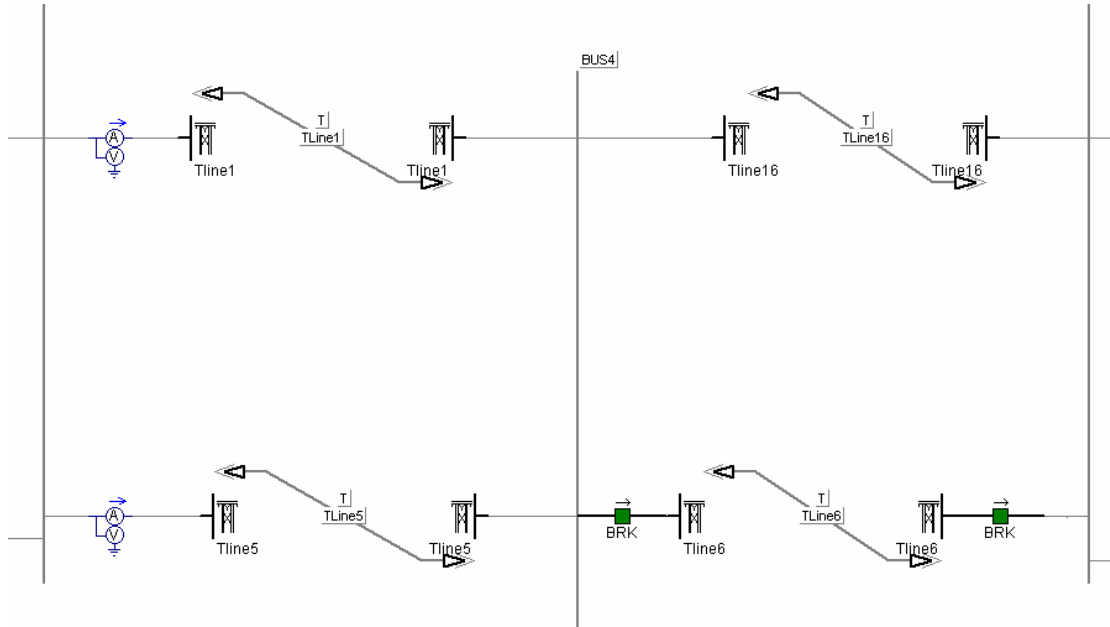 BUS4
T
TLine1
T
TLine16
A
V
Tline1
Tline1
Tline16
Tline16
T
TLine5
T
TLine6
A
V
Tline5
Tline5
BRK
Tline6
Tline6
BRK